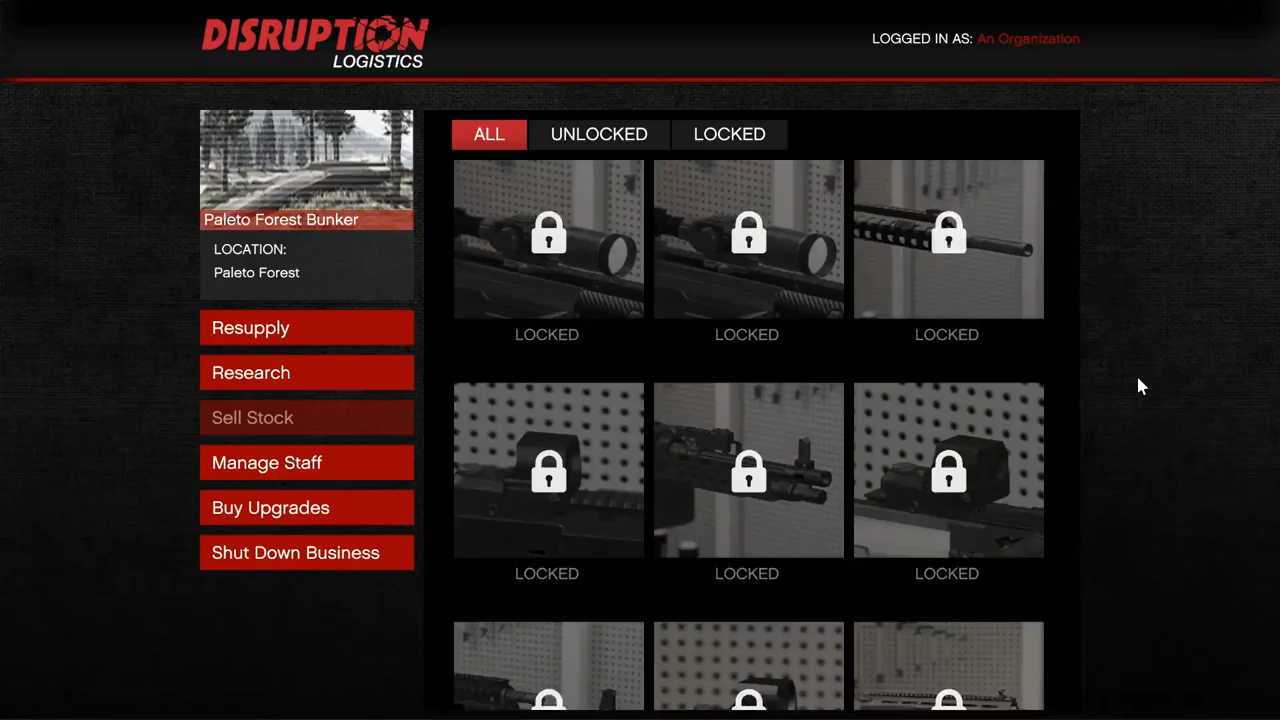 DISRUPTION
LOGISTICS
LOGGED IN AS: An Organization
Paleto Forest Bunker
LOCATION:
Paleto Forest
Resupply
Research
Sell Stock
Manage Staff
Buy Upgrades
Shut Down Business
ALL UNLOCKED LOCKED
LOCKED LOCKED LOCKED
LOCKED LOCKED LOCKED